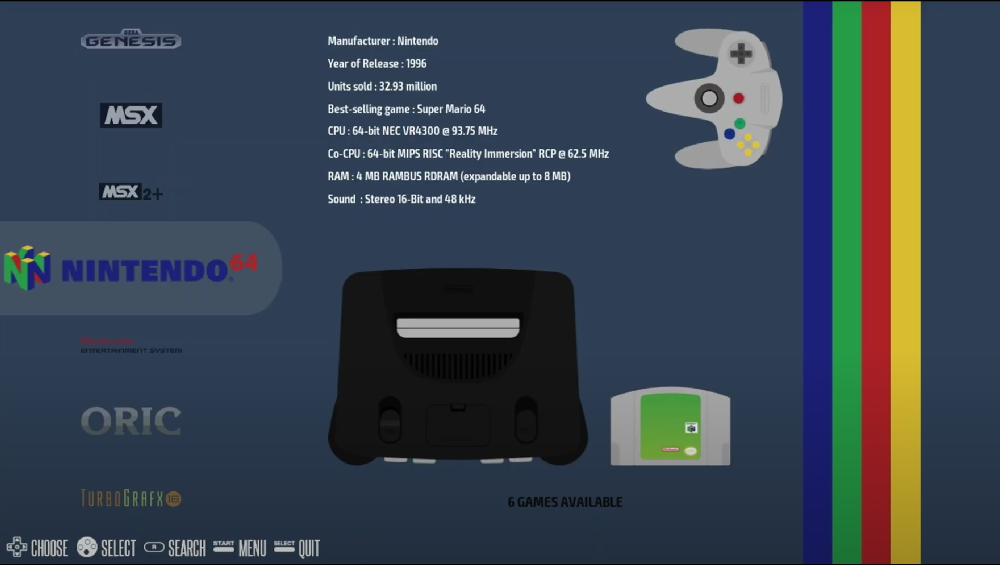 SEGA
GENESIS
MSX
MSX 2+
NINTENDO 64
Nintendo
ENTERTAINMENT SYSTEM
ORIC
TURBOGRAFX 16
Manufacturer : Nintendo
Year of Release : 1996
Units sold : 32.93 million
Best-selling game : Super Mario 64
CPU : 64-bit NEC VR4300 @ 93.75 MHz
Co-CPU : 64-bit MIPS RISC "Reality Immersion" RCP @ 62.5 MHz
RAM : 4 MB RAMBUS RDRAM (expandable up to 8 MB)
Sound : Stereo 16-Bit and 48 kHz
6 GAMES AVAILABLE
CHOOSE SELECT R SEARCH START MENU SELECT QUIT